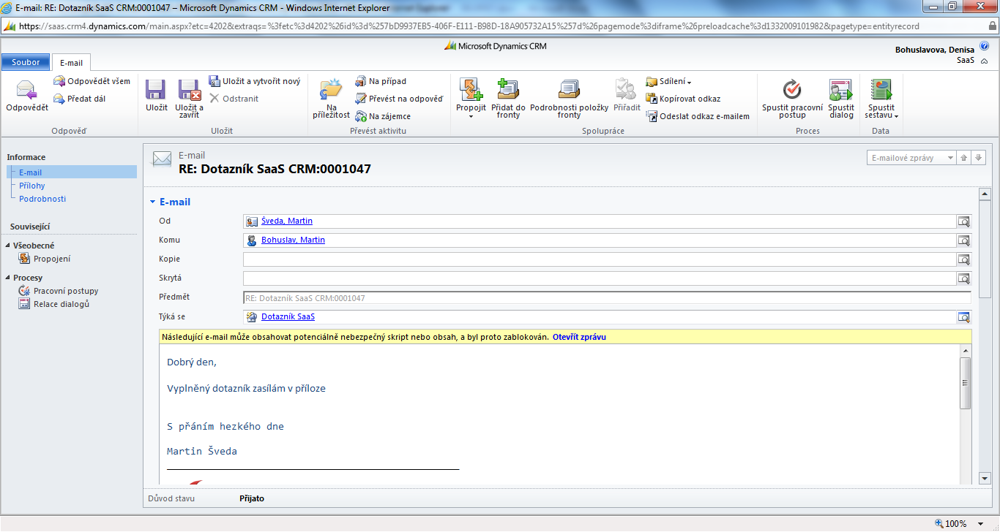 E-mail: RE: Dotazník SaaS CRM:0001047 – Microsoft Dynamics CRM - Windows Internet Explorer
https://saas.crm4.dynamics.com/main.aspx?etc=4202&extraqs=%3fetc%3d4202%26id%3d%257bD9937EB5-406F-E111-B98D-18A905732A15%257d%26pagemode%3diframe%26preloadcache%3d1332009101982&pagetype=entityrecord
Microsoft Dynamics CRM
Bohuslavova, Denisa
SaaS
Soubor
E-mail
Odpovědět
Odpovědět všem
Předat dál
Odpověď
Uložit
Uložit a zavřít
Uložit a vytvořit nový
Odstranit
Uložit
Na příležitost
Na případ
Převést na odpověď
Na zájemce
Převést aktivitu
Propojit
Přidat do fronty
Podrobnosti položky fronty
Přiřadit
Sdílení
Kopírovat odkaz
Odeslat odkaz e-mailem
Spolupráce
Spustit pracovní postup
Spustit dialog
Proces
Spustit sestavu
Data
Informace
E-mail
Přílohy
Podrobnosti
Související
Všeobecné
Propojení
Procesy
Pracovní postupy
Relace dialogů
E-mail
RE: Dotazník SaaS CRM:0001047
E-mailové zprávy
E-mail
Od Šveda, Martin
Komu Bohuslav, Martin
Kopie
Skrytá
Předmět RE: Dotazník SaaS CRM:0001047
Týká se Dotazník SaaS
Následující e-mail může obsahovat potenciálně nebezpečný skript nebo obsah, a byl proto zablokován. Otevřít zprávu
Dobrý den,
Vyplněný dotazník zasílám v příloze
S přáním hezkého dne
Martin Šveda
Důvod stavu Přijato
100%